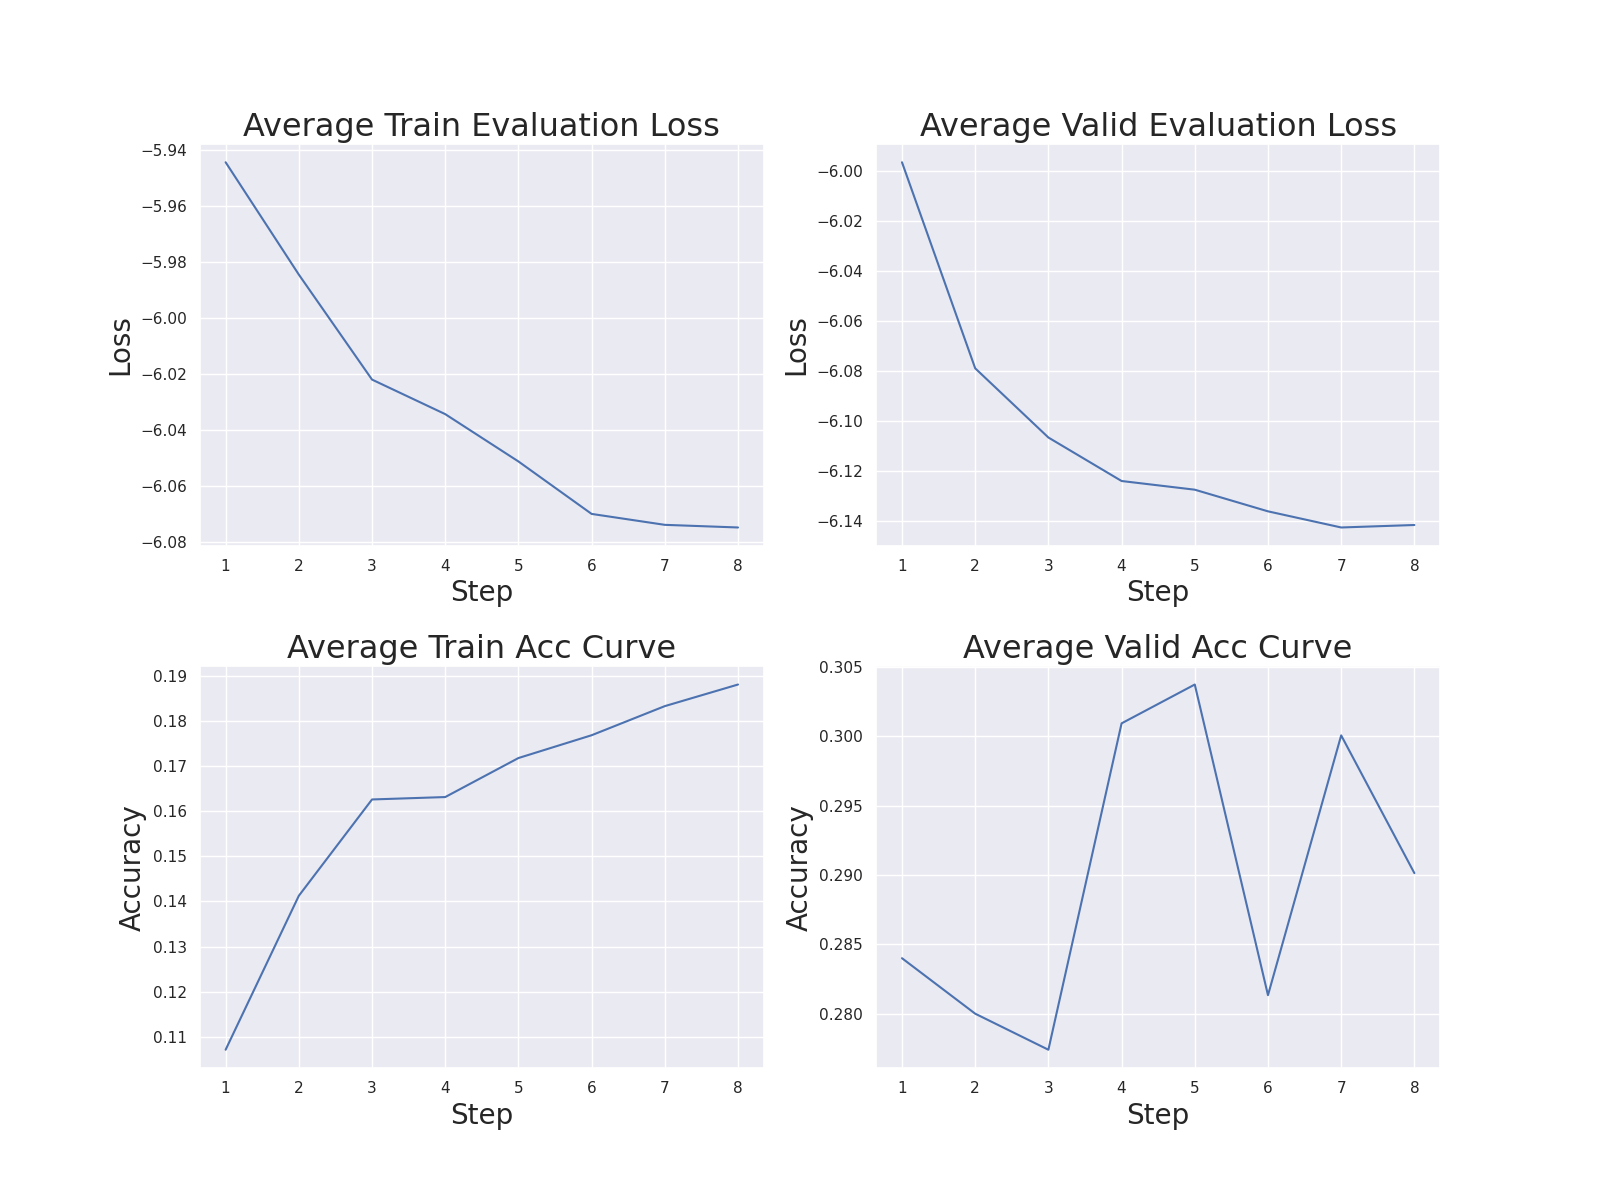 Average Train Evaluation Loss
−5.94
−5.96
−5.98
−6.00
−6.02
−6.04
−6.06
−6.08
Loss
1 2 3 4 5 6 7 8
Step
Average Valid Evaluation Loss
−6.00
−6.02
−6.04
−6.06
−6.08
−6.10
−6.12
−6.14
Loss
1 2 3 4 5 6 7 8
Step
Average Train Acc Curve
0.19
0.18
0.17
0.16
0.15
0.14
0.13
0.12
0.11
Accuracy
1 2 3 4 5 6 7 8
Step
Average Valid Acc Curve
0.305
0.300
0.295
0.290
0.285
0.280
Accuracy
1 2 3 4 5 6 7 8
Step